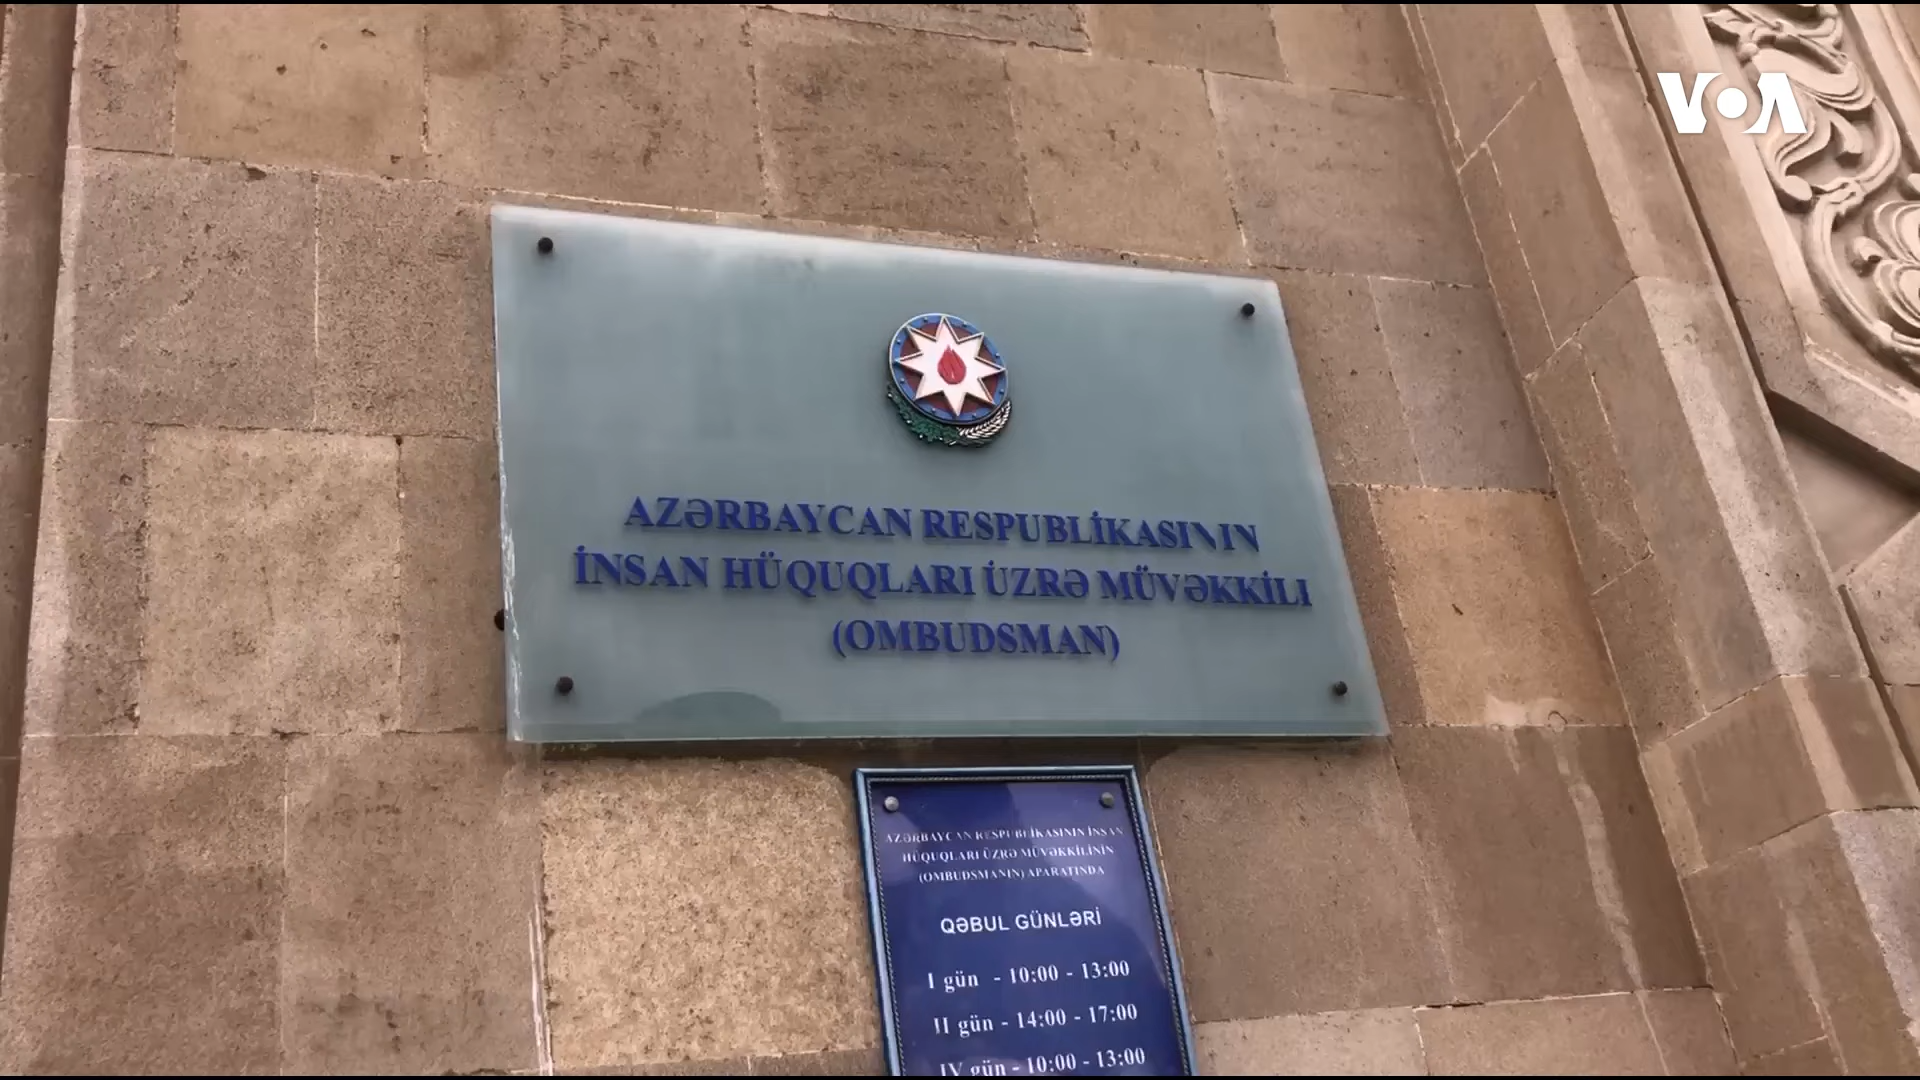 VOA
AZƏRBAYCAN RESPUBLİKASININ
İNSAN HÜQUQLARI ÜZRƏ MÜVƏKKİLİ
(OMBUDSMAN)
AZƏRBAYCAN RESPUBLİKASININ İNSAN
HÜQUQLARI ÜZRƏ MÜVƏKKİLİNİN
(OMBUDSMANIN) APARATINDA
QƏBUL GÜNLƏRİ
I gün - 10:00 - 13:00
II gün - 14:00 - 17:00
IV gün - 10:00 - 13:00